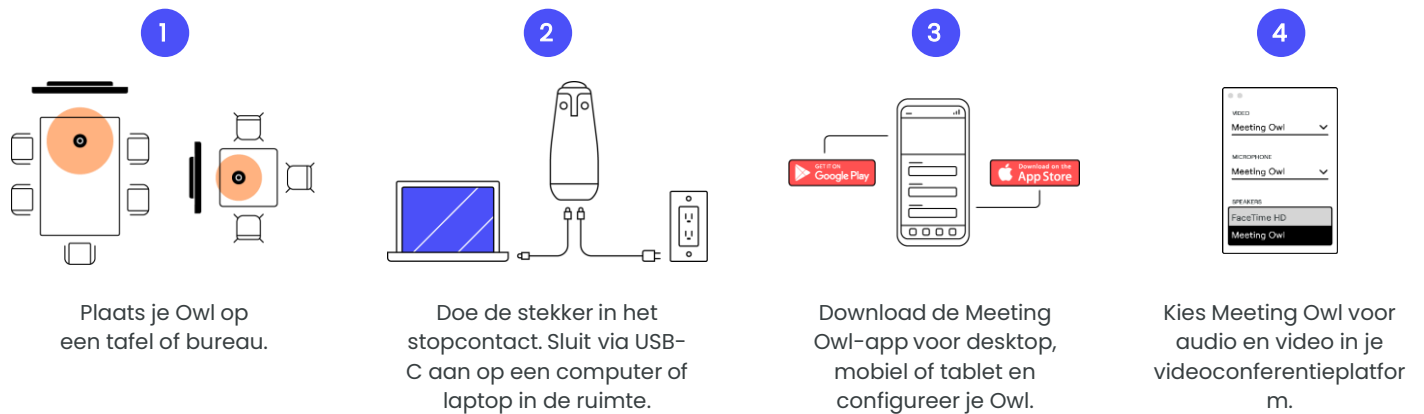 1
2
3
4
GET IT ON
Google Play
Download on the
App Store
VIDEO
Meeting Owl
MICROPHONE
Meeting Owl
SPEAKERS
FaceTime HD
Meeting Owl
Plaats je Owl op
een tafel of bureau.
Doe de stekker in het
stopcontact. Sluit via USB-
C aan op een computer of
laptop in de ruimte.
Download de Meeting
Owl-app voor desktop,
mobiel of tablet en
configureer je Owl.
Kies Meeting Owl voor
audio en video in je
videoconferentieplatfor
m.